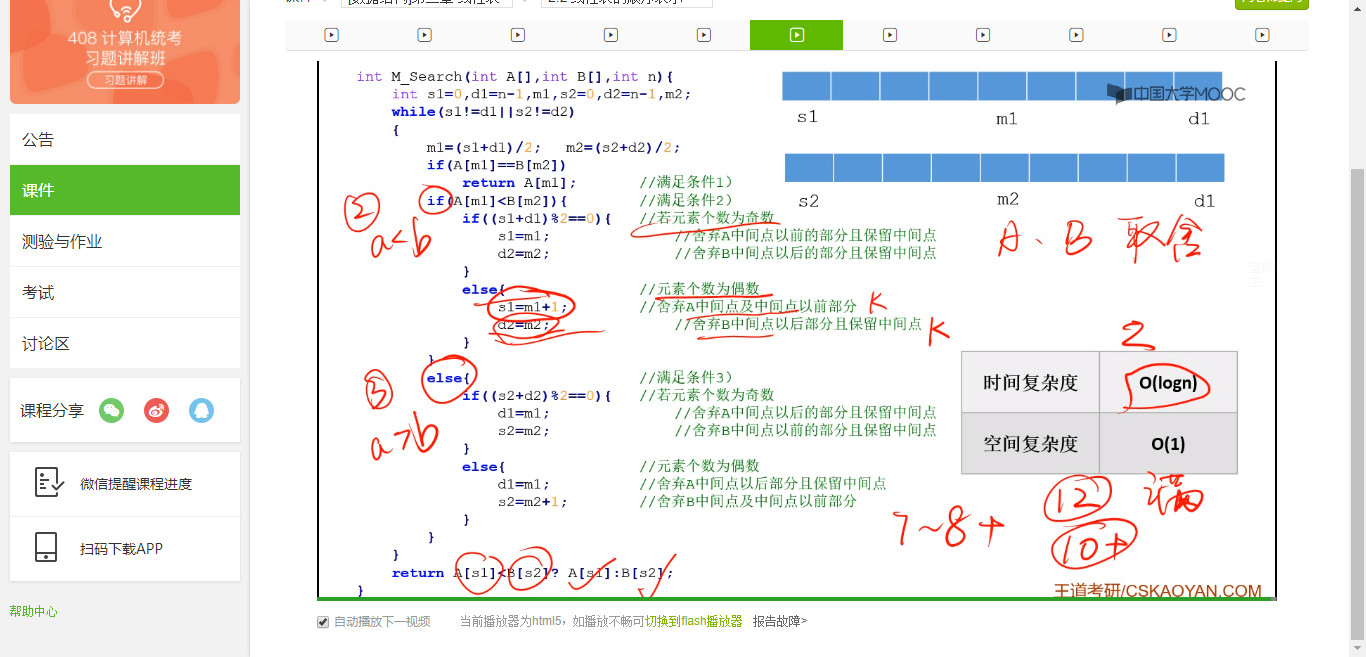 408 计算机统考
习题讲解班
习题讲解
公告
课件
测验与作业
考试
讨论区
课程分享
微信提醒课程进度
扫码下载APP
帮助中心
int M_Search(int A[],int B[],int n){
int s1=0,d1=n-1,m1,s2=0,d2=n-1,m2;
while(s1!=d1||s2!=d2)
{
m1=(s1+d1)/2; m2=(s2+d2)/2;
if(A[m1]==B[m2])
return A[m1]; //满足条件1）
if(A[m1]<B[m2]){ //满足条件2）
if((s1+d1)%2==0){ //若元素个数为奇数
s1=m1; //舍弃A中间点以前的部分且保留中间点
d2=m2; //舍弃B中间点以后的部分且保留中间点
}
else{ //元素个数为偶数
s1=m1+1; //舍弃A中间点及中间点以前部分
d2=m2; //舍弃B中间点以后部分且保留中间点
}
}
else{ //满足条件3）
if((s2+d2)%2==0){ //若元素个数为奇数
d1=m1; //舍弃A中间点以后的部分且保留中间点
s2=m2; //舍弃B中间点以前的部分且保留中间点
}
else{ //元素个数为偶数
d1=m1; //舍弃A中间点以后部分且保留中间点
s2=m2+1; //舍弃B中间点及中间点以前部分
}
}
}
return A[s1]<B[s2]? A[s1]:B[s2];
}
② a<b
K
K
③ a>b
中国大学MOOC
s1 m1 d1
s2 m2 d1
A、B 取舍
2
时间复杂度 O(logn)
空间复杂度 O(1)
7~8+ 12 满
10+
王道考研/CSKAOYAN.COM
自动播放下一视频 当前播放器为html5，如播放不畅可切换到flash播放器 报告故障>